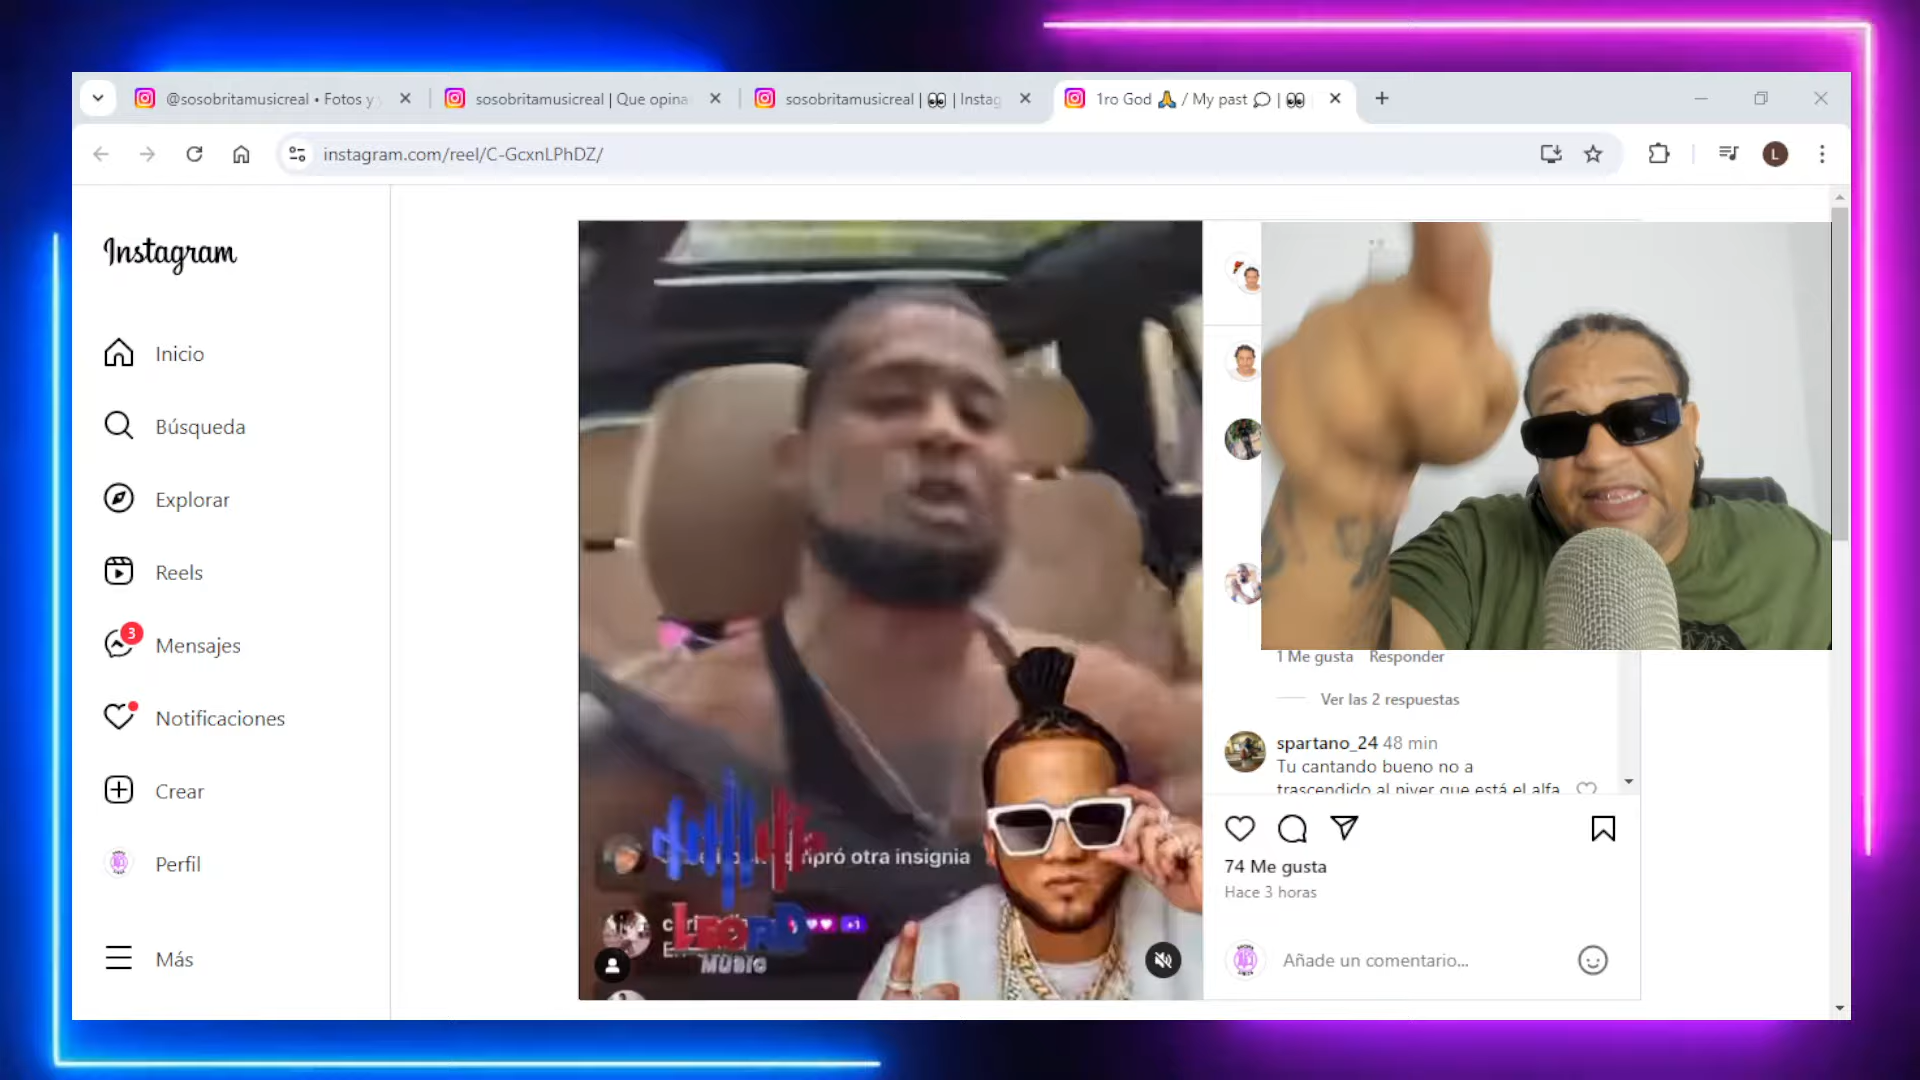 @sosobritamusicreal • Fotos y
sosobritamusicreal | Que opina
sosobritamusicreal | 👀 | Instag
1ro God 🙏 / My past 💭 | 👀
instagram.com/reel/C-GcxnLPhDZ/
L
Instagram
Inicio
Búsqueda
Explorar
Reels
3
Mensajes
Notificaciones
Crear
Perfil
Más
otra insignia
+1
MUSIC
1 Me gusta Responder
Ver las 2 respuestas
spartano_24 48 min
Tu cantando bueno no a
trascendido al niver que está el alfa
74 Me gusta
Hace 3 horas
Añade un comentario...